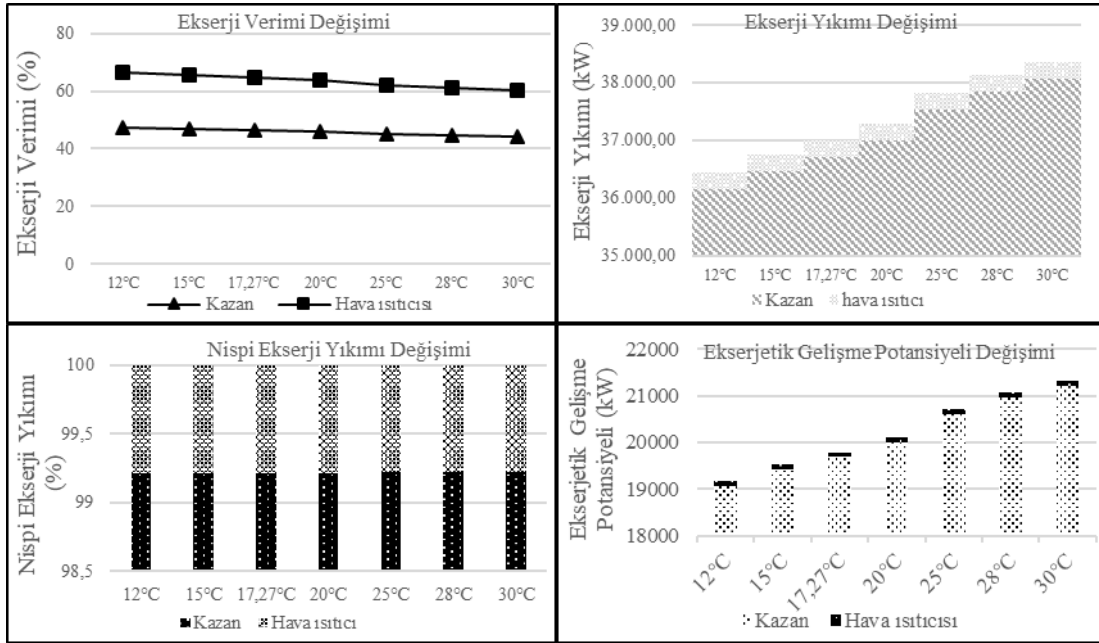 Ekserji Verimi Değişimi
Ekserji Verimi (%)
80
60
40
20
0
12°C 15°C 17,27°C 20°C 25°C 28°C 30°C
Kazan Hava ısıtıcısı
Ekserji Yıkımı Değişimi
Ekserji Yıkımı (kW)
39.000,00
38.000,00
37.000,00
36.000,00
35.000,00
12°C 15°C 17,27°C 20°C 25°C 28°C 30°C
Kazan hava ısıtıcı
Nispi Ekserji Yıkımı Değişimi
Nispi Ekserji Yıkımı
(%)
100
99,5
99
98,5
12°C 15°C 17,27°C 20°C 25°C 28°C 30°C
Kazan Hava ısıtıcı
Ekserjetik Gelişme Potansiyeli Değişimi
Ekserjetik Gelişme
Potansiyeli (kW)
22000
21000
20000
19000
18000
12°C 15°C 17,27°C 20°C 25°C 28°C 30°C
Kazan Hava ısıtıcısı